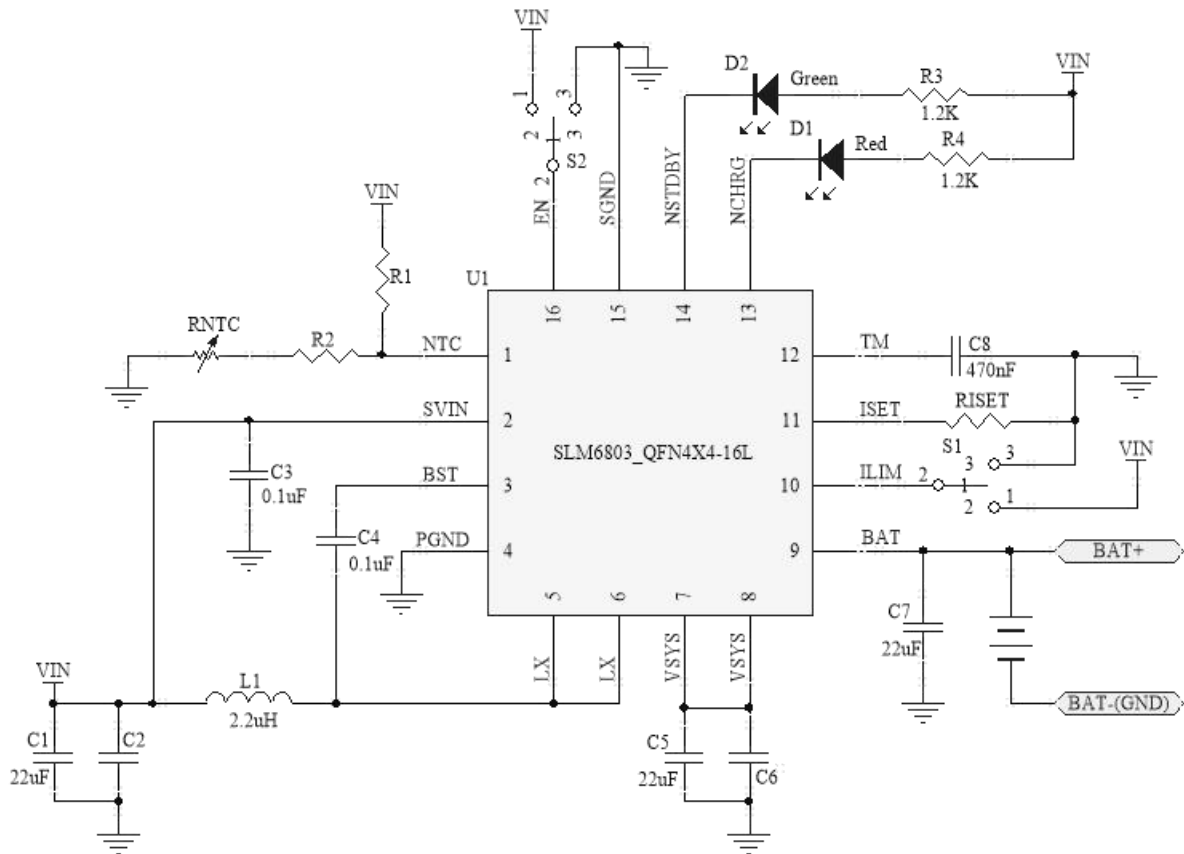 VIN
1
3
2
1
3
2
S2
EN
SGND
NSTDBY
NCHRG
D2
Green
R3
1.2K
VIN
D1
Red
R4
1.2K
VIN
R1
U1
16
15
14
13
RNTC
R2
NTC
1
12
TM
C8
470nF
SVIN
2
11
ISET
RISET
SLM6803_QFN4X4-16L
C3
0.1uF
BST
3
10
ILIM
S1
2
3
1
2
3
1
VIN
C4
0.1uF
PGND
4
9
BAT
BAT+
5
6
7
8
LX
LX
VSYS
VSYS
C7
22uF
BAT-(GND)
VIN
L1
2.2uH
C1
22uF
C2
C5
22uF
C6